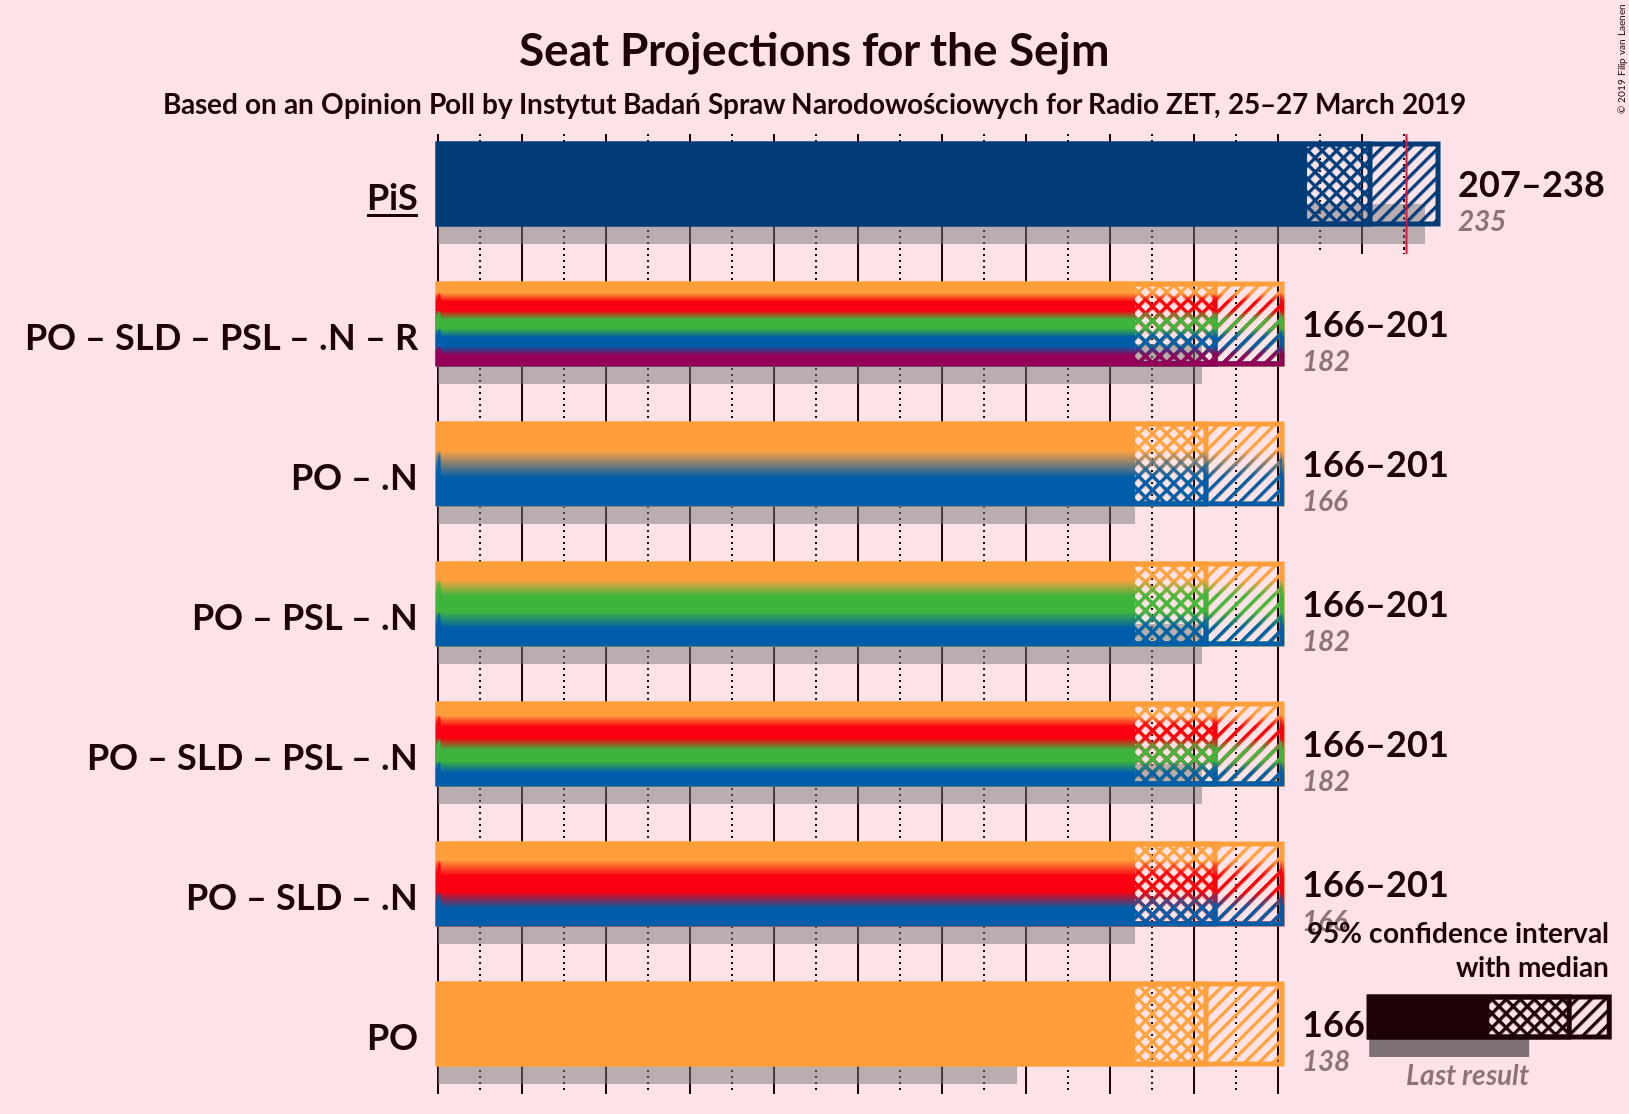 Seat Projections for the Sejm
Based on an Opinion Poll by Instytut Badań Spraw Narodowościowych for Radio ZET, 25–27 March 2019
© 2019 Filip van Laenen
PiS
207–238
235
PO – SLD – PSL – .N – R
166–201
182
PO – .N
166–201
166
PO – PSL – .N
166–201
182
PO – SLD – PSL – .N
166–201
182
PO – SLD – .N
166–201
166
95% confidence interval
with median
PO
166
138
Last result